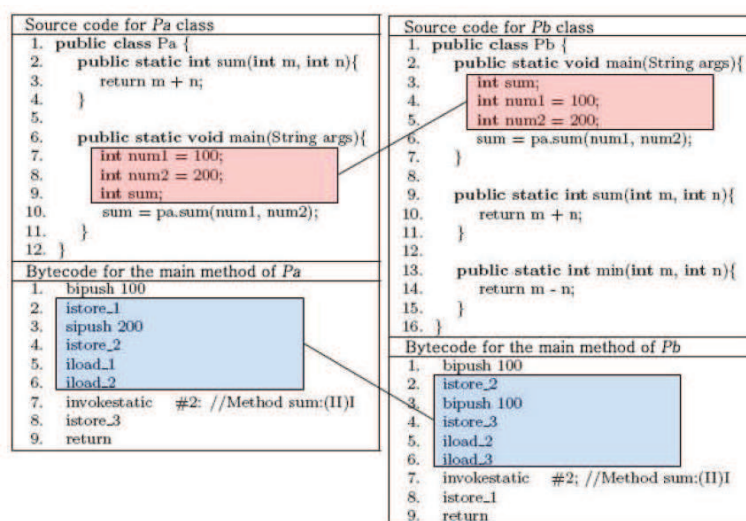 Source code for Pa class
1. public class Pa {
2. public static int sum(int m, int n){
3. return m + n;
4. }
5.
6. public static void main(String args){
7. int num1 = 100;
8. int num2 = 200;
9. int sum;
10. sum = pa.sum(num1, num2);
11. }
12. }
Bytecode for the main method of Pa
1. bipush 100
2. istore_1
3. sipush 200
4. istore_2
5. iload_1
6. iload_2
7. invokestatic #2; //Method sum:(II)I
8. istore_3
9. return
Source code for Pb class
1. public class Pb {
2. public static void main(String args){
3. int sum;
4. int num1 = 100;
5. int num2 = 200;
6. sum = pa.sum(num1, num2);
7. }
8.
9. public static int sum(int m, int n){
10. return m + n;
11. }
12.
13. public static int min(int m, int n){
14. return m - n;
15. }
16. }
Bytecode for the main method of Pb
1. bipush 100
2. istore_2
3. bipush 100
4. istore_3
5. iload_2
6. iload_3
7. invokestatic #2; //Method sum:(II)I
8. istore_1
9. return